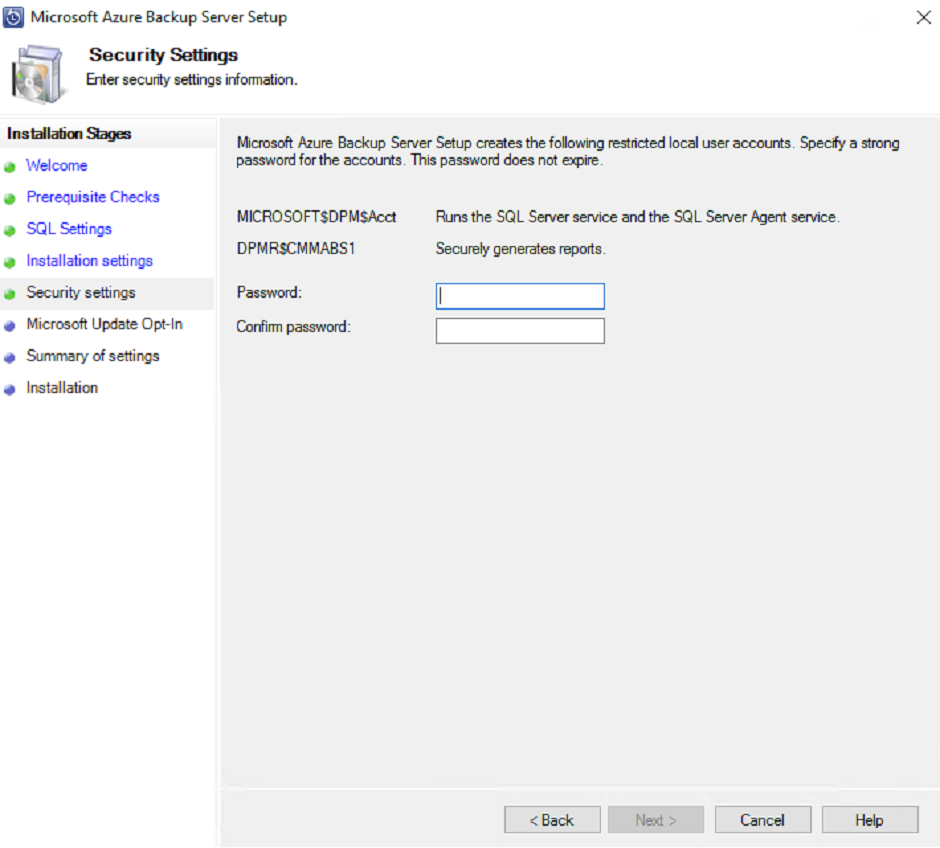 Microsoft Azure Backup Server Setup
Security Settings
Enter security settings information.
Installation Stages
Welcome
Prerequisite Checks
SQL Settings
Installation settings
Security settings
Microsoft Update Opt-In
Summary of settings
Installation
Microsoft Azure Backup Server Setup creates the following restricted local user accounts. Specify a strong
password for the accounts. This password does not expire.
MICROSOFT$DPM$Acct Runs the SQL Server service and the SQL Server Agent service.
DPMR$CMMABS1 Securely generates reports.
Password:
Confirm password:
< Back Next > Cancel Help